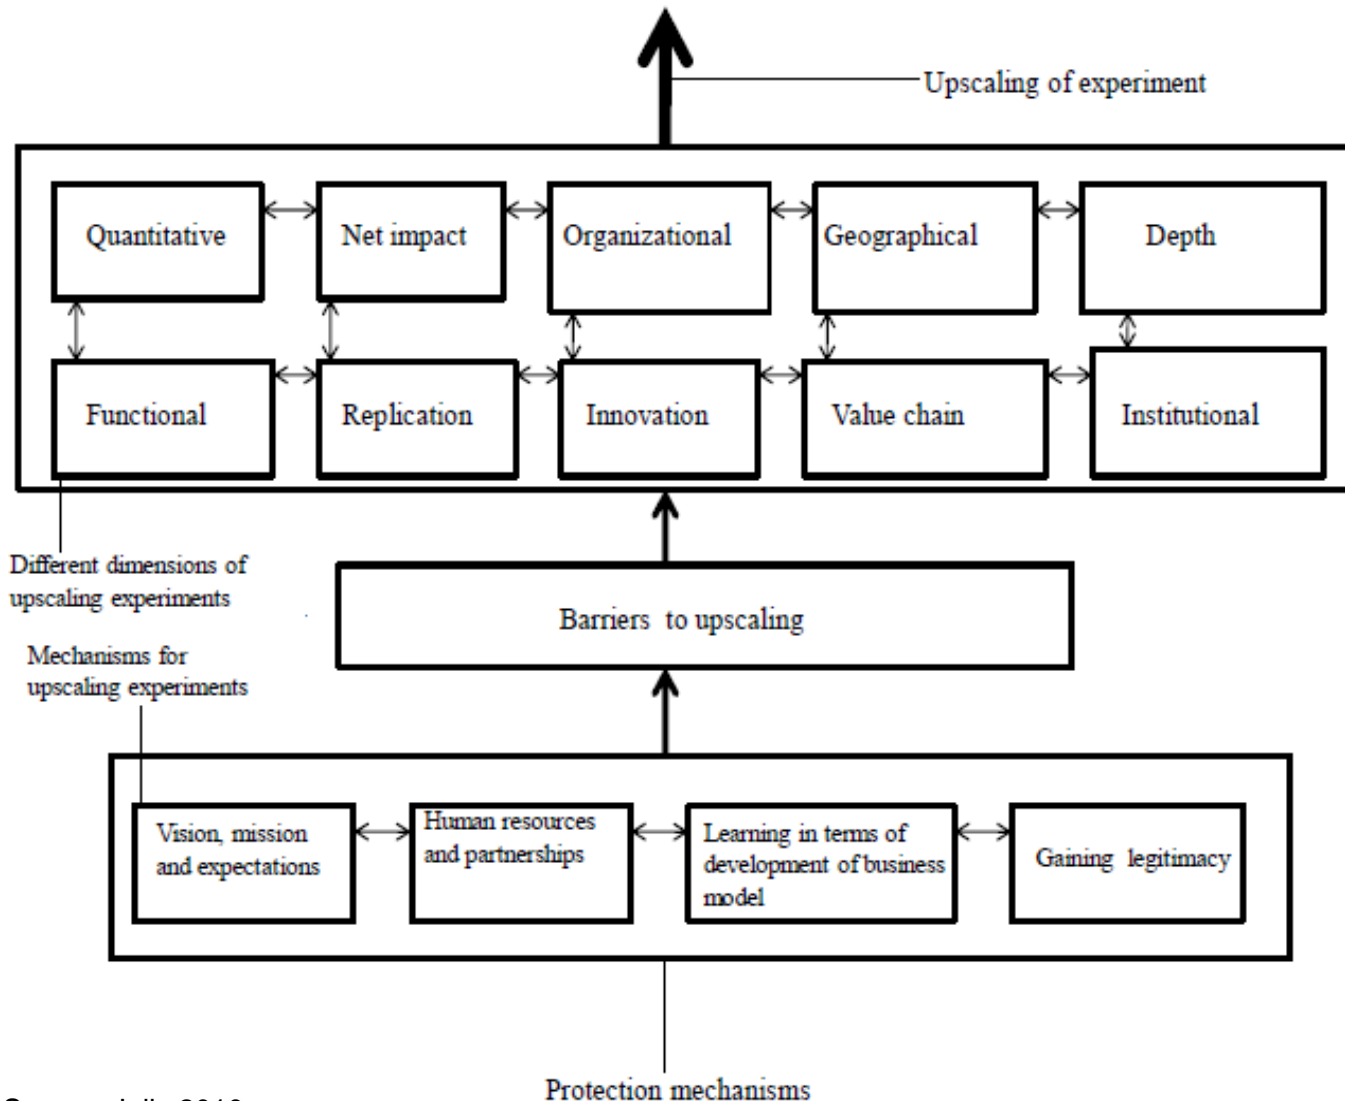 Upscaling of experiment
Quantitative
Net impact
Organizational
Geographical
Depth
Functional
Replication
Innovation
Value chain
Institutional
Different dimensions of
upscaling experiments
Barriers to upscaling
Mechanisms for
upscaling experiments
Vision, mission
and expectations
Human resources
and partnerships
Learning in terms of
development of business
model
Gaining legitimacy
Protection mechanisms